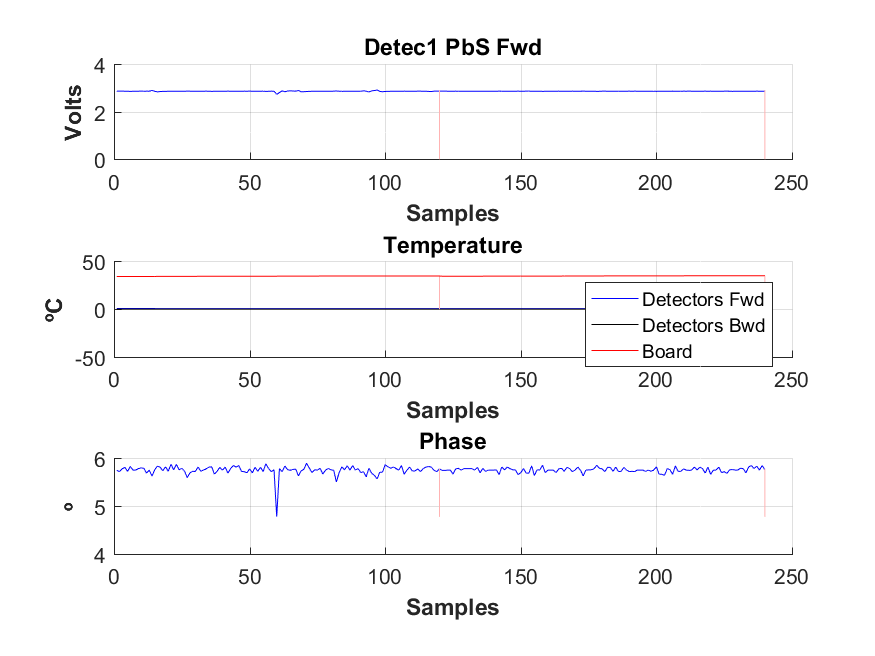 Detec1 PbS Fwd
4
2
0
Volts
0 50 100 150 200 250
Samples
Temperature
50
0
-50
ºC
Detectors Fwd
Detectors Bwd
Board
0 50 100 150 200 250
Samples
Phase
6
5
4
º
0 50 100 150 200 250
Samples